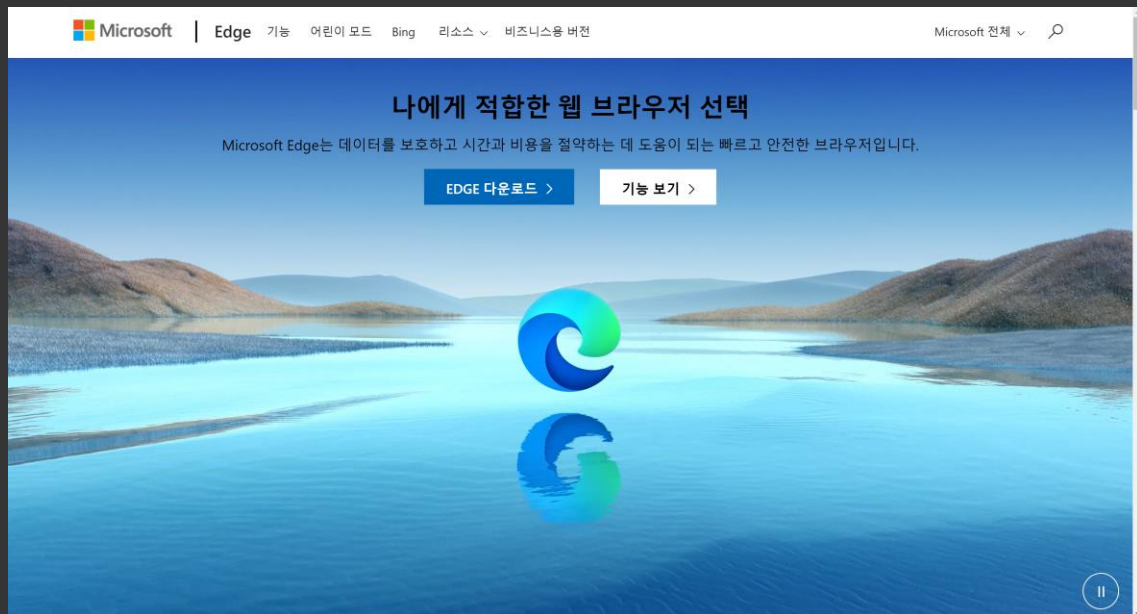 Microsoft | Edge 기능 어린이 모드 Bing 리소스 비즈니스용 버전 Microsoft 전체
나에게 적합한 웹 브라우저 선택
Microsoft Edge는 데이터를 보호하고 시간과 비용을 절약하는 데 도움이 되는 빠르고 안전한 브라우저입니다.
EDGE 다운로드 > 기능 보기 >